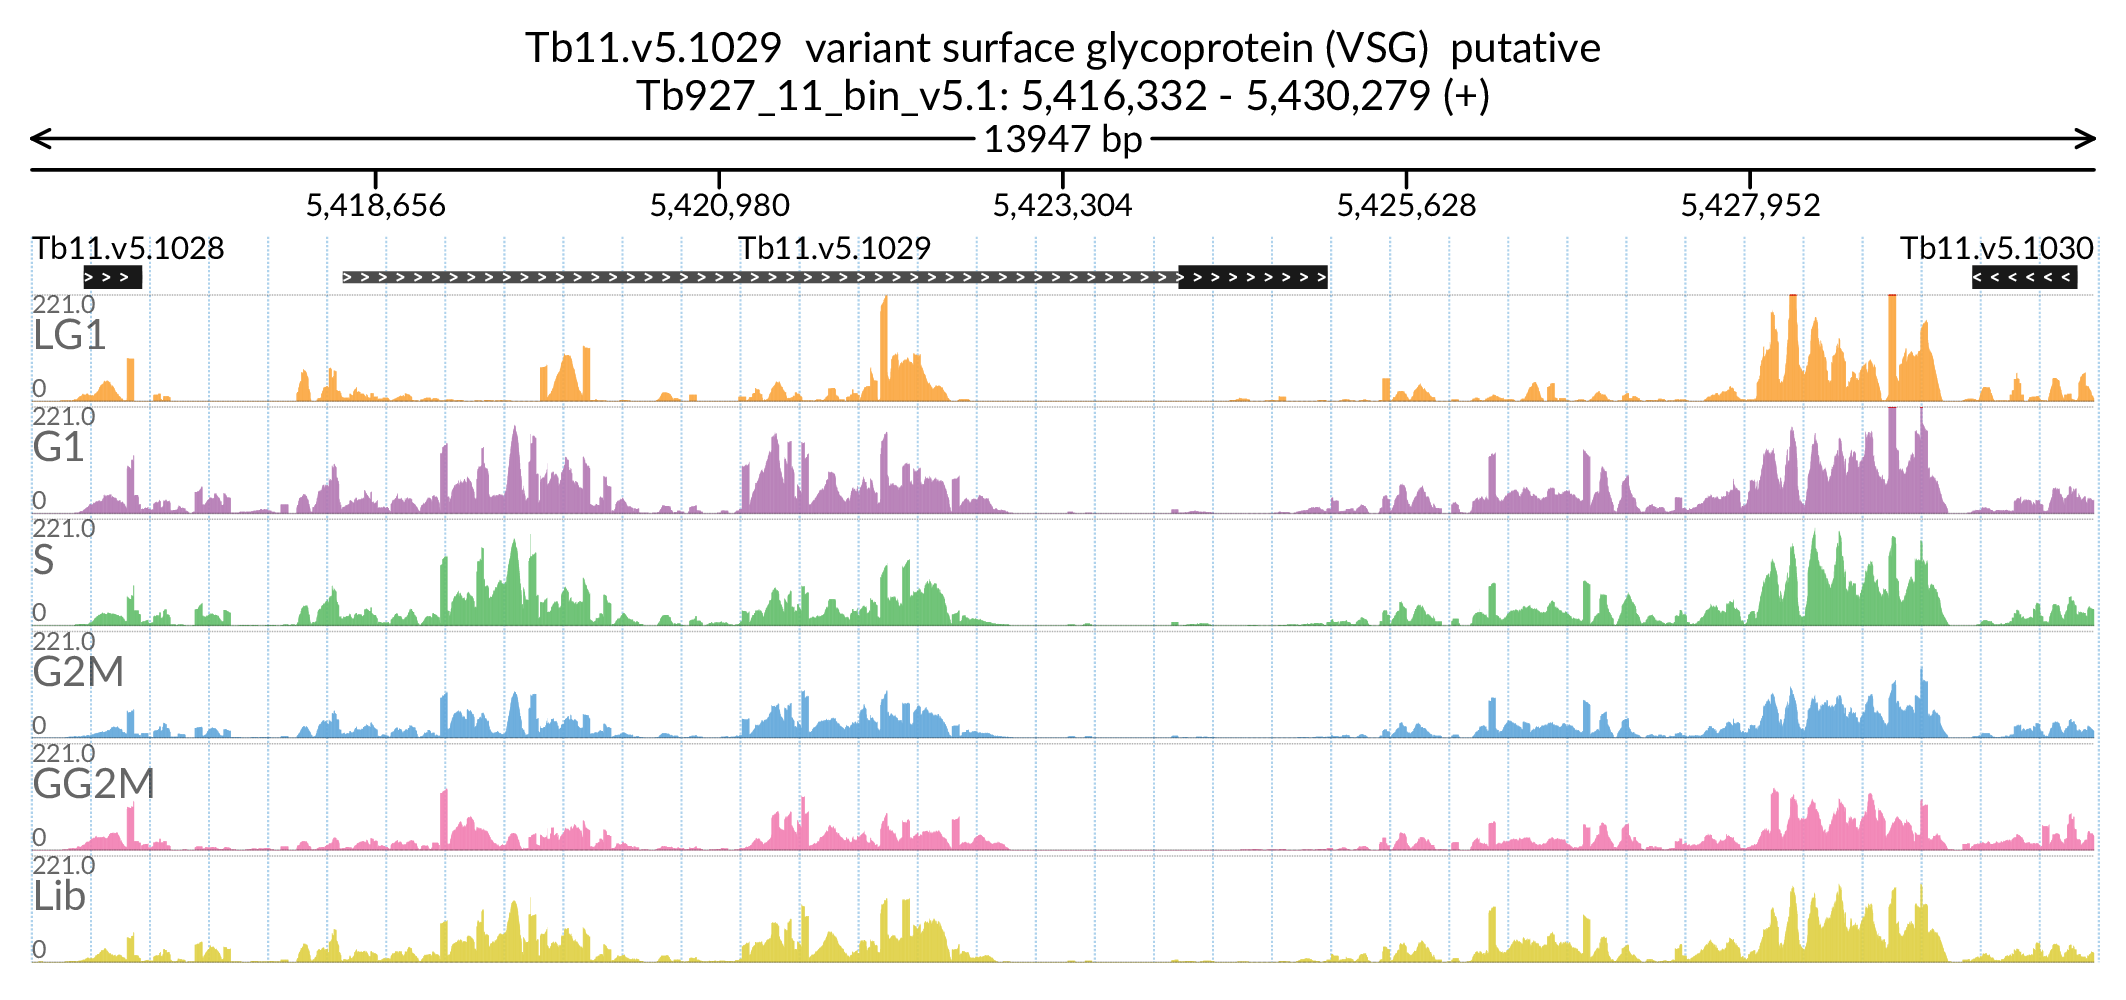 Tb11.v5.1029  variant surface glycoprotein (VSG)  putative
Tb927_11_bin_v5.1: 5,416,332 - 5,430,279 (+)
13947 bp
5,418,656 5,420,980 5,423,304 5,425,628 5,427,952
Tb11.v5.1028 Tb11.v5.1029 Tb11.v5.1030
221.0
LG1
0
221.0
G1
0
221.0
S
0
221.0
G2M
0
221.0
GG2M
0
221.0
Lib
0